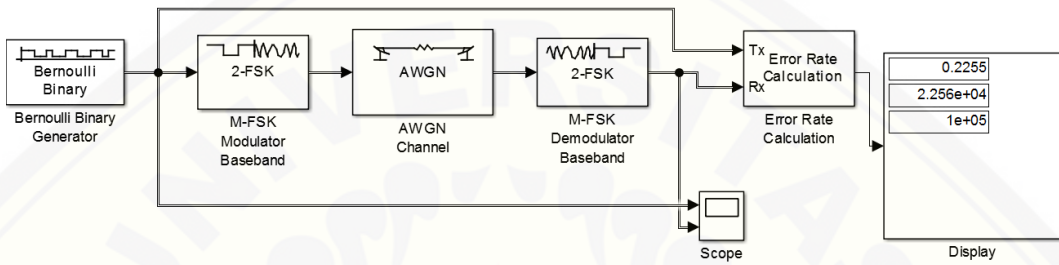 Bernoulli
Binary
Bernoulli Binary
Generator
2-FSK
M-FSK
Modulator
Baseband
AWGN
AWGN
Channel
2-FSK
M-FSK
Demodulator
Baseband
Tx
Rx
Error Rate
Calculation
Error Rate
Calculation
Scope
0.2255
2.256e+04
1e+05
Display
UNIVERSITAS